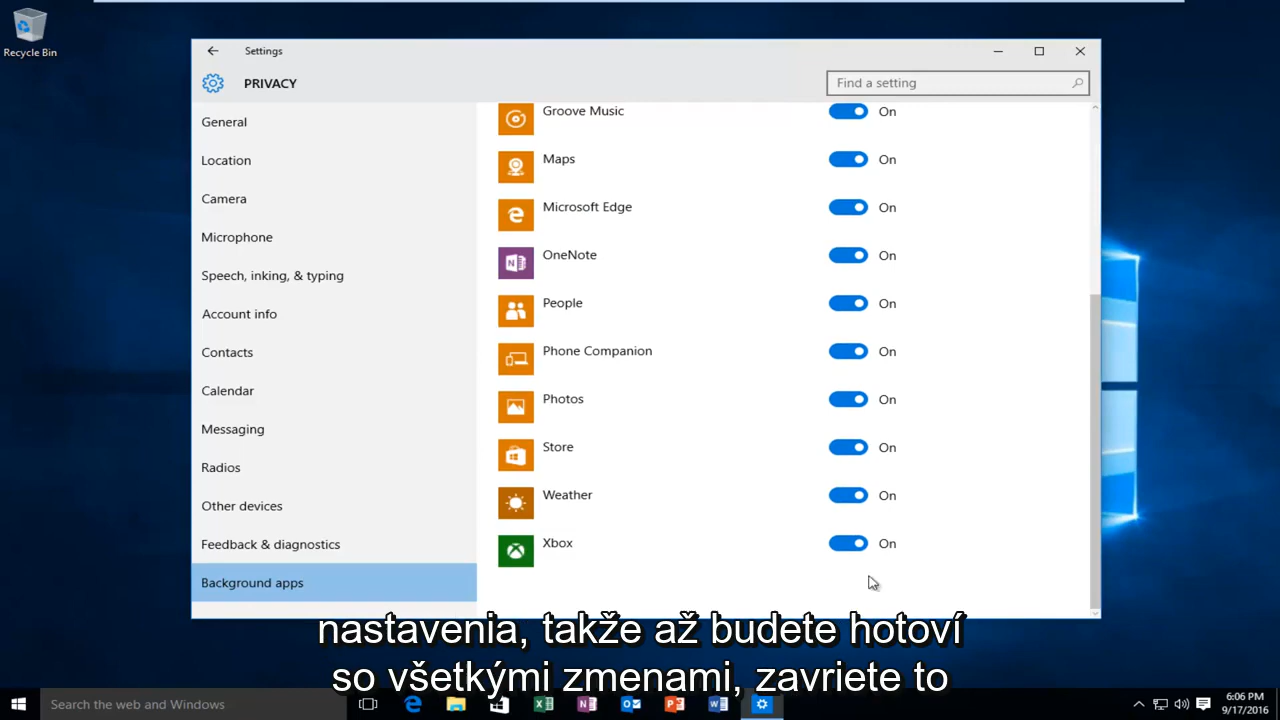 Recycle Bin
Settings
PRIVACY
Find a setting
General
Location
Camera
Microphone
Speech, inking, & typing
Account info
Contacts
Calendar
Messaging
Radios
Other devices
Feedback & diagnostics
Background apps
Groove Music On
Maps On
Microsoft Edge On
OneNote On
People On
Phone Companion On
Photos On
Store On
Weather On
Xbox On
nastavenia, takže až budete hotoví
so všetkými zmenami, zavriete to
Search the web and Windows
6:06 PM
9/17/2016